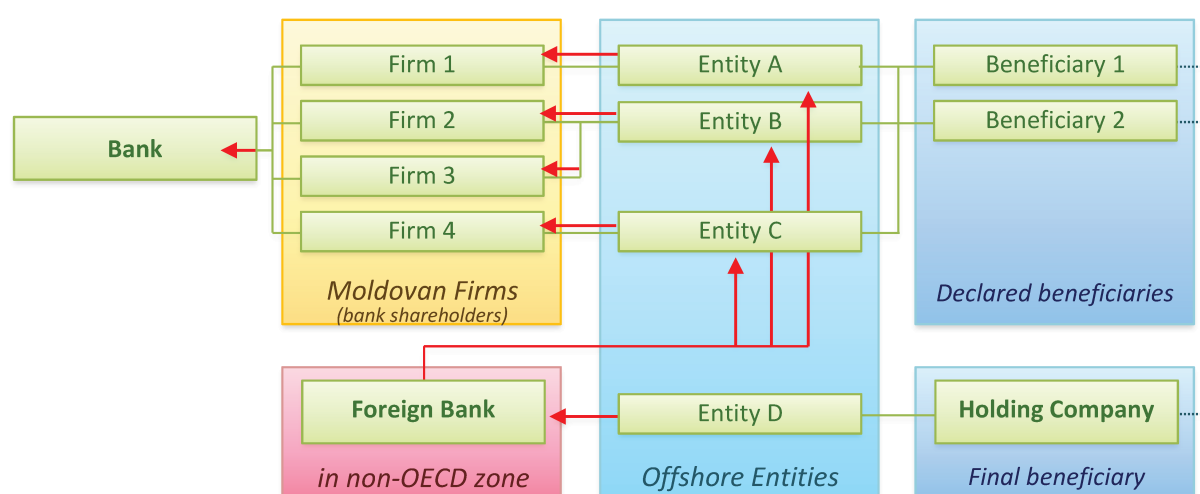 Firm 1
Entity A
Beneficiary 1
Firm 2
Entity B
Beneficiary 2
Bank
Firm 3
Firm 4
Entity C
Moldovan Firms
(bank shareholders)
Declared beneficiaries
Foreign Bank
Entity D
Holding Company
in non-OECD zone
Offshore Entities
Final beneficiary